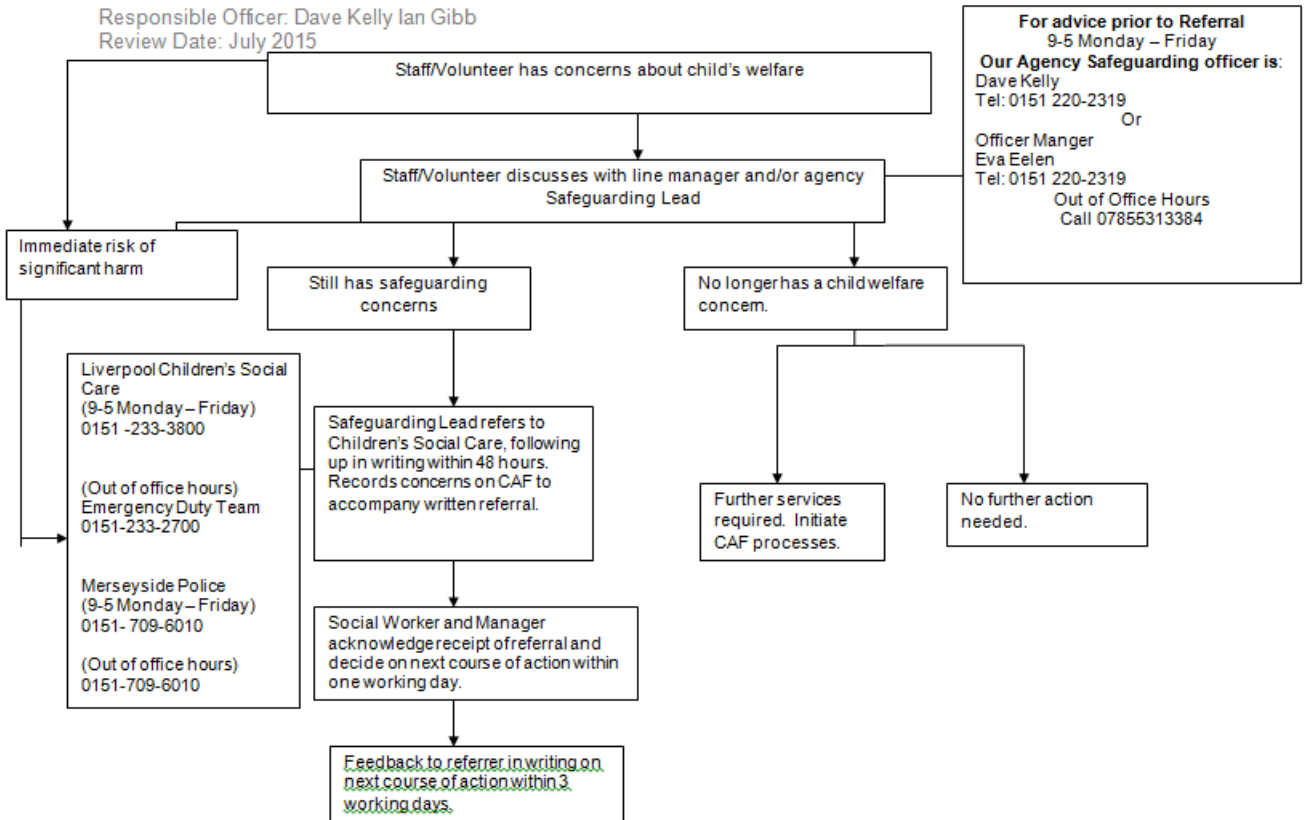 Responsible Officer: Dave Kelly Ian Gibb
Review Date: July 2015
For advice prior to Referral
9-5 Monday – Friday
Our Agency Safeguarding officer is:
Dave Kelly
Tel: 0151 220-2319
Or
Officer Manger
Eva Eelen
Tel: 0151 220-2319
Out of Office Hours
Call 07855313384
Staff/Volunteer has concerns about child's welfare
Staff/Volunteer discusses with line manager and/or agency
Safeguarding Lead
Immediate risk of
significant harm
Still has safeguarding
concerns
No longer has a child welfare
concern.
Liverpool Children's Social
Care
(9-5 Monday – Friday)
0151 -233-3800
(Out of office hours)
Emergency Duty Team
0151-233-2700
Merseyside Police
(9-5 Monday – Friday)
0151- 709-6010
(Out of office hours)
0151-709-6010
Safeguarding Lead refers to
Children's Social Care, following
up in writing within 48 hours.
Records concerns on CAF to
accompany written referral.
Further services
required. Initiate
CAF processes.
No further action
needed.
Social Worker and Manager
acknowledge receipt of referral and
decide on next course of action within
one working day.
Feedback to referrer in writing on
next course of action within 3
working days.